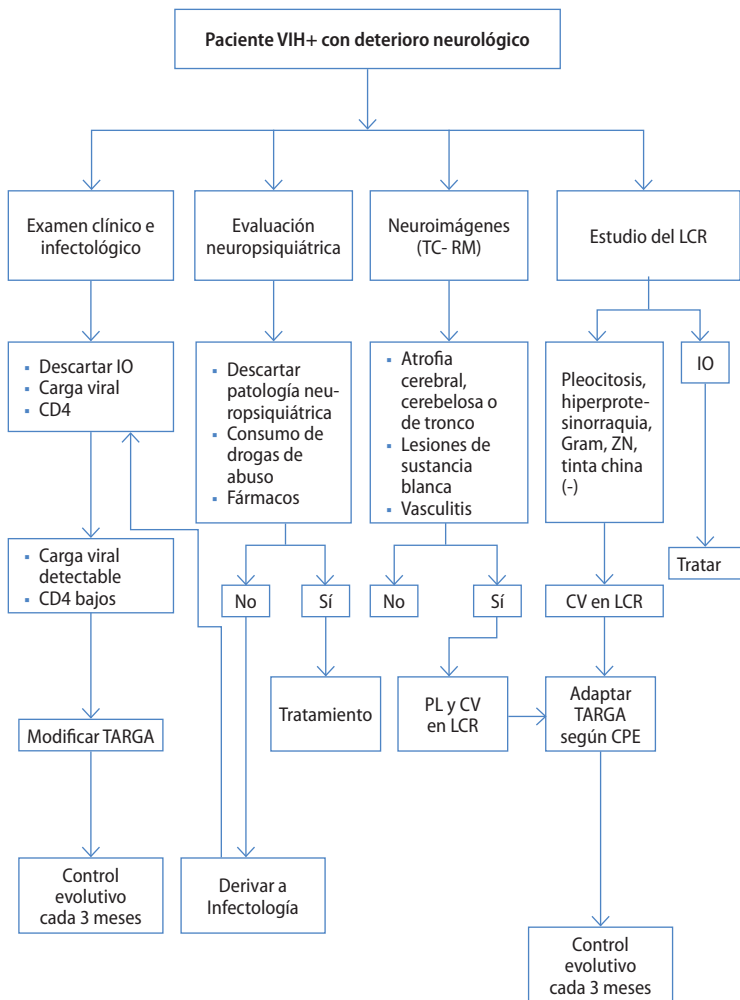 Paciente VIH+ con deterioro neurológico
Examen clínico e
infectológico
Evaluación
neuropsiquiátrica
Neuroimágenes
(TC- RM)
Estudio del LCR
▪ Descartar IO
▪ Carga viral
▪ CD4
▪ Descartar
patología neu-
ropsiquiátrica
▪ Consumo de
drogas de
abuso
▪ Fármacos
▪ Atrofia
cerebral,
cerebelosa o
de tronco
▪ Lesiones de
sustancia
blanca
▪ Vasculitis
Pleocitosis,
hiperprote-
sinorraquia,
Gram, ZN,
tinta china
(-)
IO
▪ Carga viral
detectable
▪ CD4 bajos
No
Sí
No
Sí
CV en LCR
Tratar
Modificar TARGA
Tratamiento
PL y CV
en LCR
Adaptar
TARGA
según CPE
Control
evolutivo
cada 3 meses
Derivar a
Infectología
Control
evolutivo
cada 3 meses